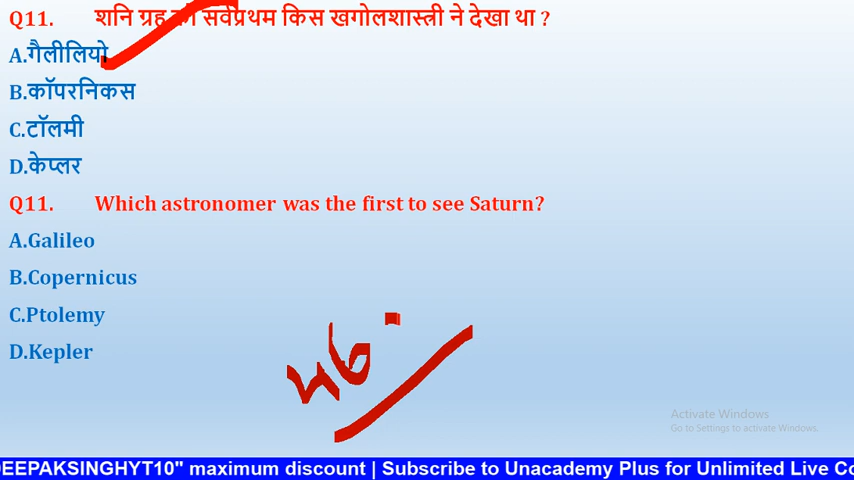 Q11. शनि ग्रह को सर्वप्रथम किस खगोलशास्त्री ने देखा था ?
A.गैलीलियो
B.कॉपरनिकस
C.टॉलमी
D.केप्लर
Q11. Which astronomer was the first to see Saturn?
A.Galileo
B.Copernicus
C.Ptolemy
D.Kepler
46
Activate Windows
Go to Settings to activate Windows.
DEEPAKSINGHYT10" maximum discount | Subscribe to Unacademy Plus for Unlimited Live Co